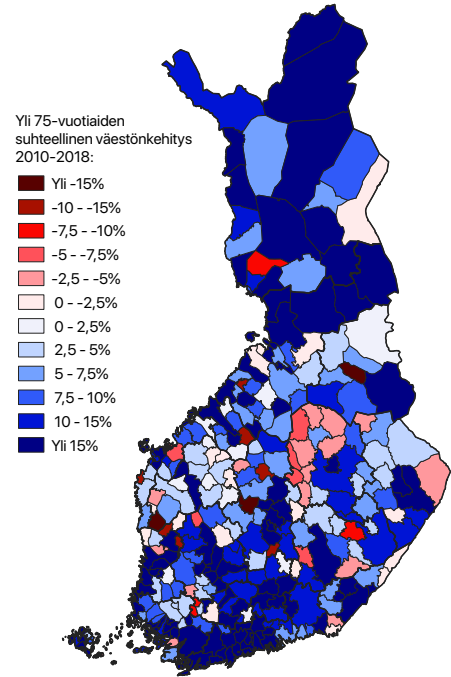 Yli 75-vuotiaiden
suhteellinen väestönkehitys
2010-2018:
Yli -15%
-10 - -15%
-7,5 - -10%
-5 - -7,5%
-2,5 - -5%
0 - -2,5%
0 - 2,5%
2,5 - 5%
5 - 7,5%
7,5 - 10%
10 - 15%
Yli 15%